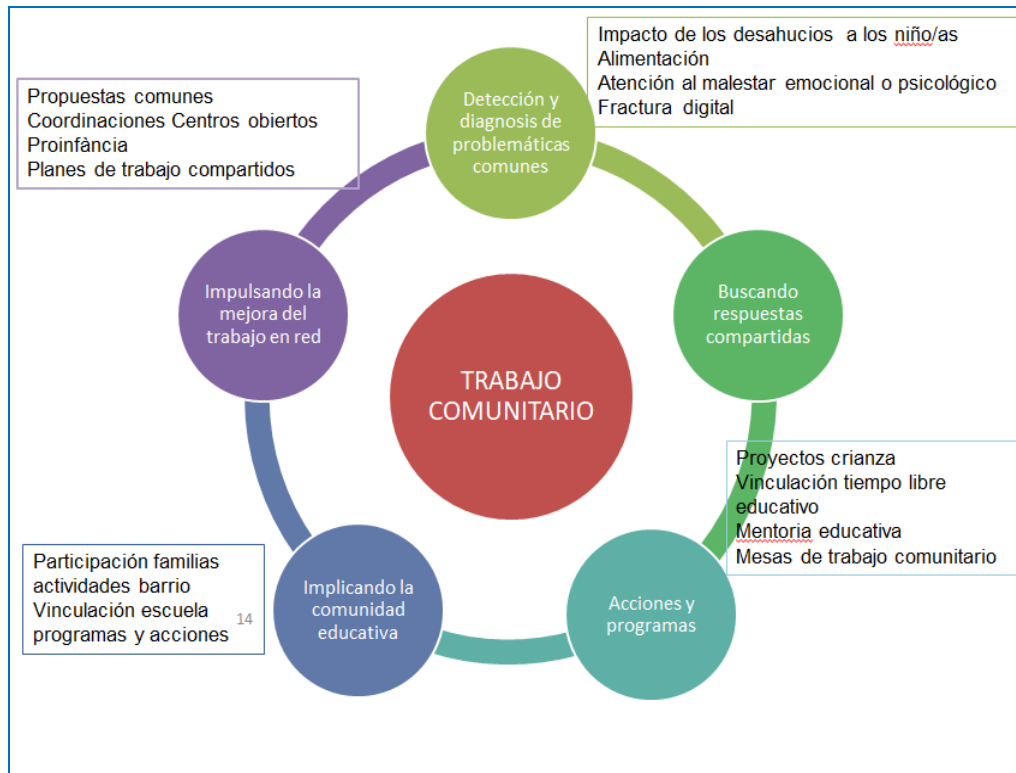 Impacto de los desahucios a los niño/as
Alimentación
Atención al malestar emocional o psicológico
Fractura digital
Propuestas comunes
Coordinaciones Centros obiertos
Proinfància
Planes de trabajo compartidos
Detección y
diagnosis de
problemáticas
comunes
Impulsando la
mejora del
trabajo en red
Buscando
respuestas
compartidas
TRABAJO
COMUNITARIO
Proyectos crianza
Vinculación tiempo libre
educativo
Mentoria educativa
Mesas de trabajo comunitario
Participación familias
actividades barrio
Vinculación escuela
programas y acciones
14
Implicando la
comunidad
educativa
Acciones y
programas